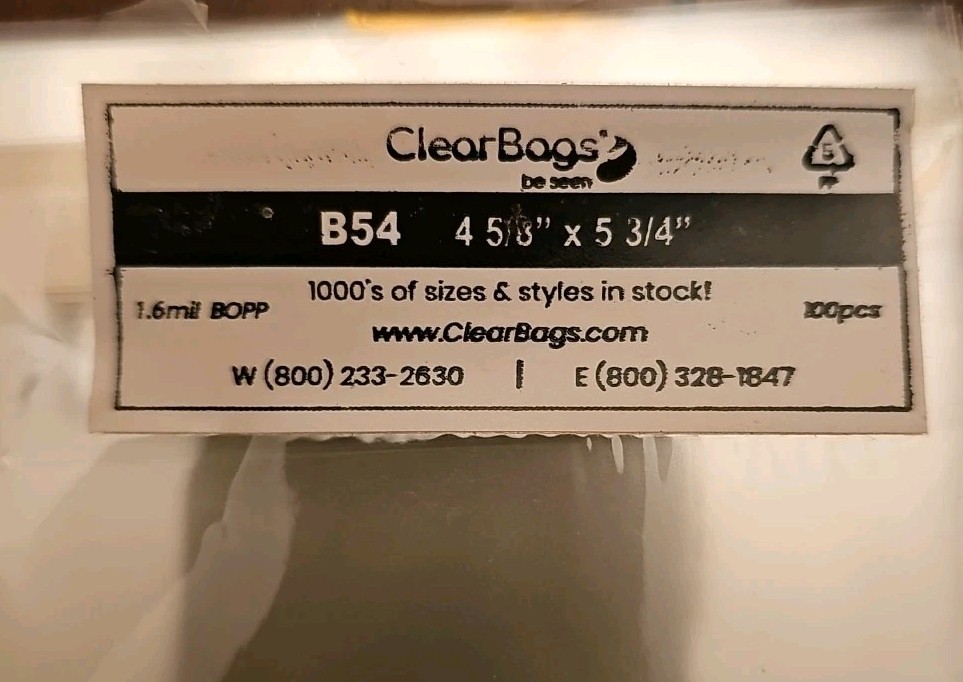 ClearBags
be seen
5
PP
B54 4 5/8" x 5 3/4"
1000's of sizes & styles in stock!
1.6mil BOPP
100pcs
www.ClearBags.com
W (800) 233-2630 | E (800) 328-1847